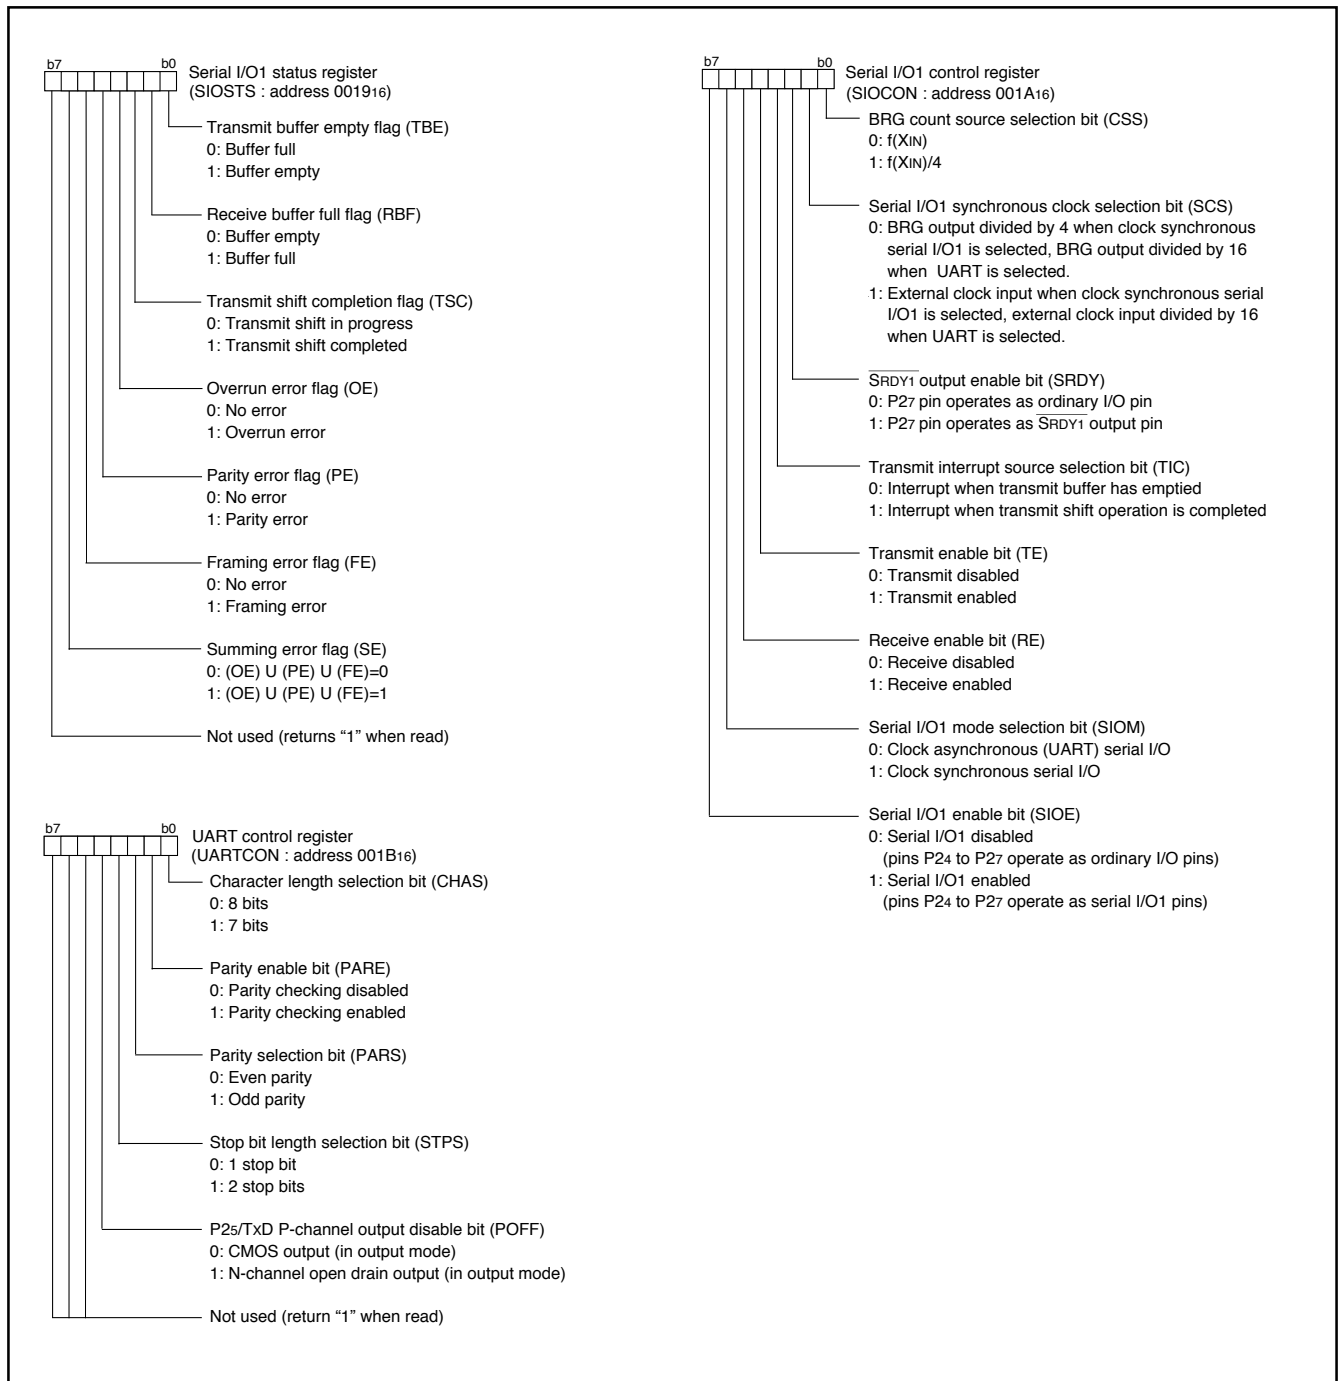 b7 b0
Serial I/O1 status register
(SIOSTS : address 001916)
Transmit buffer empty flag (TBE)
0: Buffer full
1: Buffer empty
Receive buffer full flag (RBF)
0: Buffer empty
1: Buffer full
Transmit shift completion flag (TSC)
0: Transmit shift in progress
1: Transmit shift completed
Overrun error flag (OE)
0: No error
1: Overrun error
Parity error flag (PE)
0: No error
1: Parity error
Framing error flag (FE)
0: No error
1: Framing error
Summing error flag (SE)
0: (OE) U (PE) U (FE)=0
1: (OE) U (PE) U (FE)=1
Not used (returns “1” when read)
b7 b0
UART control register
(UARTCON : address 001B16)
Character length selection bit (CHAS)
0: 8 bits
1: 7 bits
Parity enable bit (PARE)
0: Parity checking disabled
1: Parity checking enabled
Parity selection bit (PARS)
0: Even parity
1: Odd parity
Stop bit length selection bit (STPS)
0: 1 stop bit
1: 2 stop bits
P25/TxD P-channel output disable bit (POFF)
0: CMOS output (in output mode)
1: N-channel open drain output (in output mode)
Not used (return “1” when read)
b7 b0
Serial I/O1 control register
(SIOCON : address 001A16)
BRG count source selection bit (CSS)
0: f(XIN)
1: f(XIN)/4
Serial I/O1 synchronous clock selection bit (SCS)
0: BRG output divided by 4 when clock synchronous
serial I/O1 is selected, BRG output divided by 16
when UART is selected.
1: External clock input when clock synchronous serial
I/O1 is selected, external clock input divided by 16
when UART is selected.
SRDY1 output enable bit (SRDY)
0: P27 pin operates as ordinary I/O pin
1: P27 pin operates as SRDY1 output pin
Transmit interrupt source selection bit (TIC)
0: Interrupt when transmit buffer has emptied
1: Interrupt when transmit shift operation is completed
Transmit enable bit (TE)
0: Transmit disabled
1: Transmit enabled
Receive enable bit (RE)
0: Receive disabled
1: Receive enabled
Serial I/O1 mode selection bit (SIOM)
0: Clock asynchronous (UART) serial I/O
1: Clock synchronous serial I/O
Serial I/O1 enable bit (SIOE)
0: Serial I/O1 disabled
(pins P24 to P27 operate as ordinary I/O pins)
1: Serial I/O1 enabled
(pins P24 to P27 operate as serial I/O1 pins)